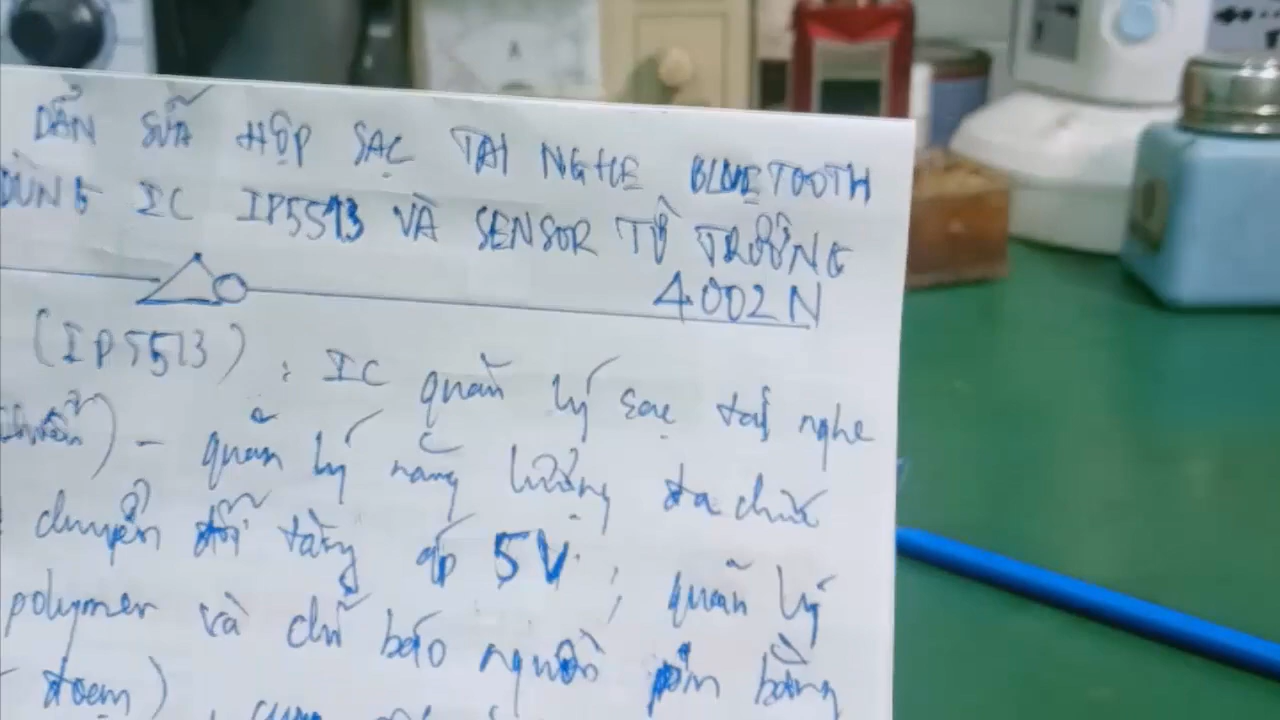 DẪN SỬA HỘP SẠC TAI NGHE BLUETOOTH
DÙNG IC IP5513 VÀ SENSOR TỪ TRƯỜNG
4002N
(IP5513) : IC quản lý sạc tai nghe
) - quản lý năng lượng đa chức
chuyển đổi tăng áp 5V ; quản lý
polymer và chỉ báo nguồn pin bằng